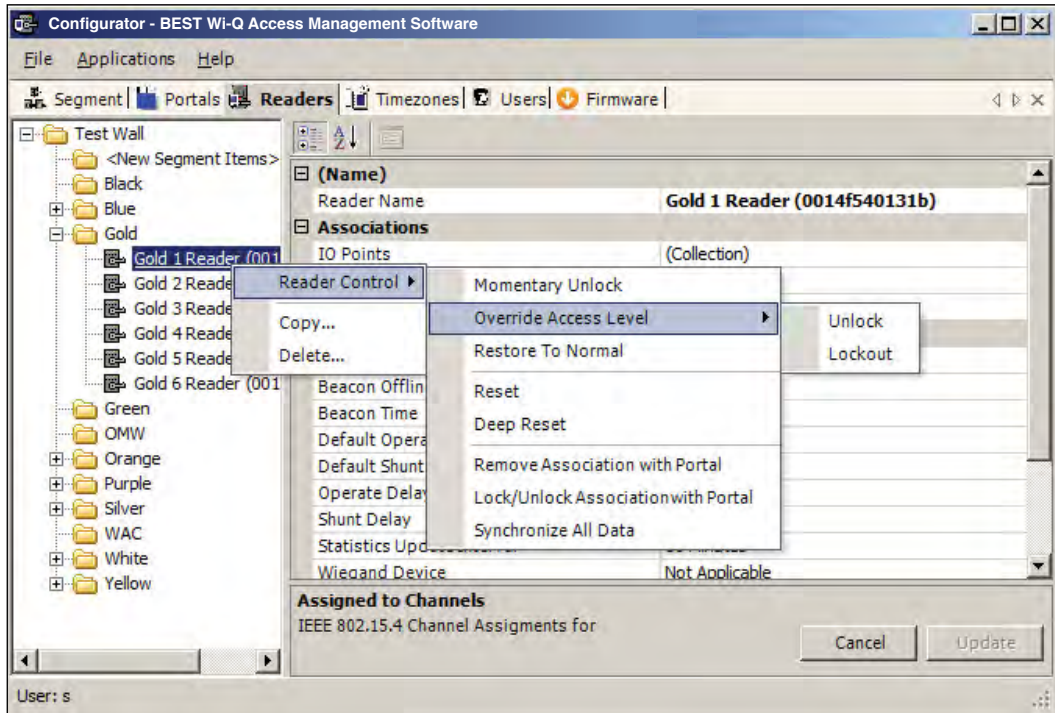 Configurator - BEST Wi-Q Access Management Software
File Applications Help
Segment Portals Readers Timezones Users Firmware
Test Wall
<New Segment Items>
Black
Blue
Gold
Gold 1 Reader (001
Gold 2 Reade
Gold 3 Reade
Gold 4 Reade
Gold 5 Reade
Gold 6 Reader (001
Green
OMW
Orange
Purple
Silver
WAC
White
Yellow
(Name)
Reader Name Gold 1 Reader (0014f540131b)
Associations
IO Points (Collection)
Beacon Offlin
Beacon Time
Default Opera
Default Shunt
Operate Delay
Shunt Delay
Wiegand Device Not Applicable
Reader Control
Copy...
Delete...
Momentary Unlock
Override Access Level
Restore To Normal
Reset
Deep Reset
Remove Association with Portal
Lock/Unlock Association with Portal
Synchronize All Data
Unlock
Lockout
Assigned to Channels
IEEE 802.15.4 Channel Assigments for
Cancel Update
User: s